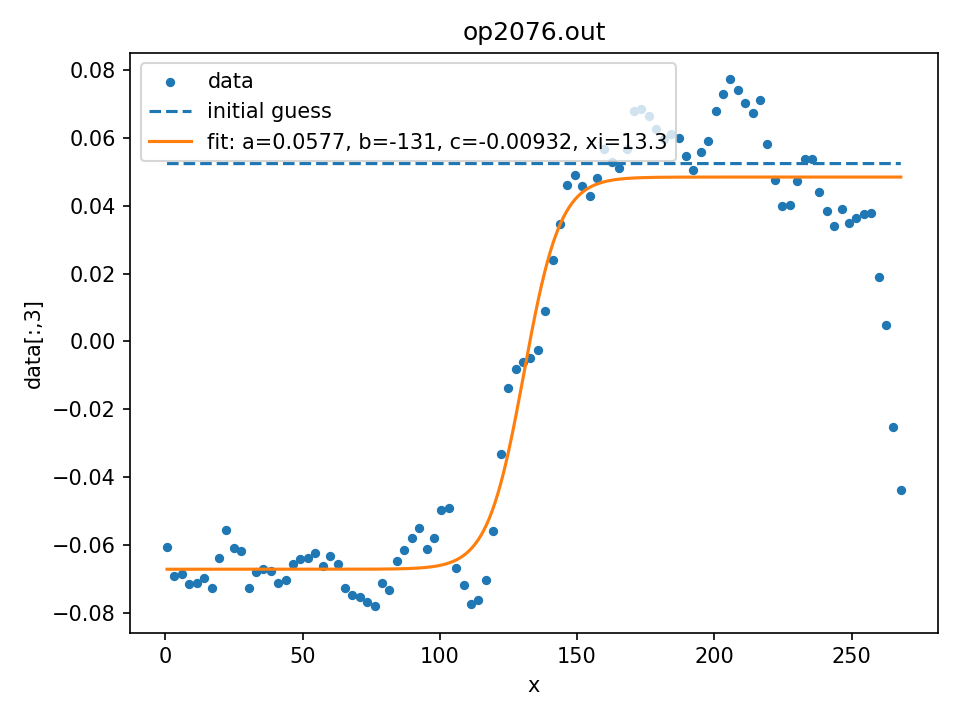 op2076.out
data
initial guess
fit: a=0.0577, b=-131, c=-0.00932, xi=13.3
0.08
0.06
0.04
0.02
0.00
−0.02
−0.04
−0.06
−0.08
data[:,3]
0 50 100 150 200 250
x